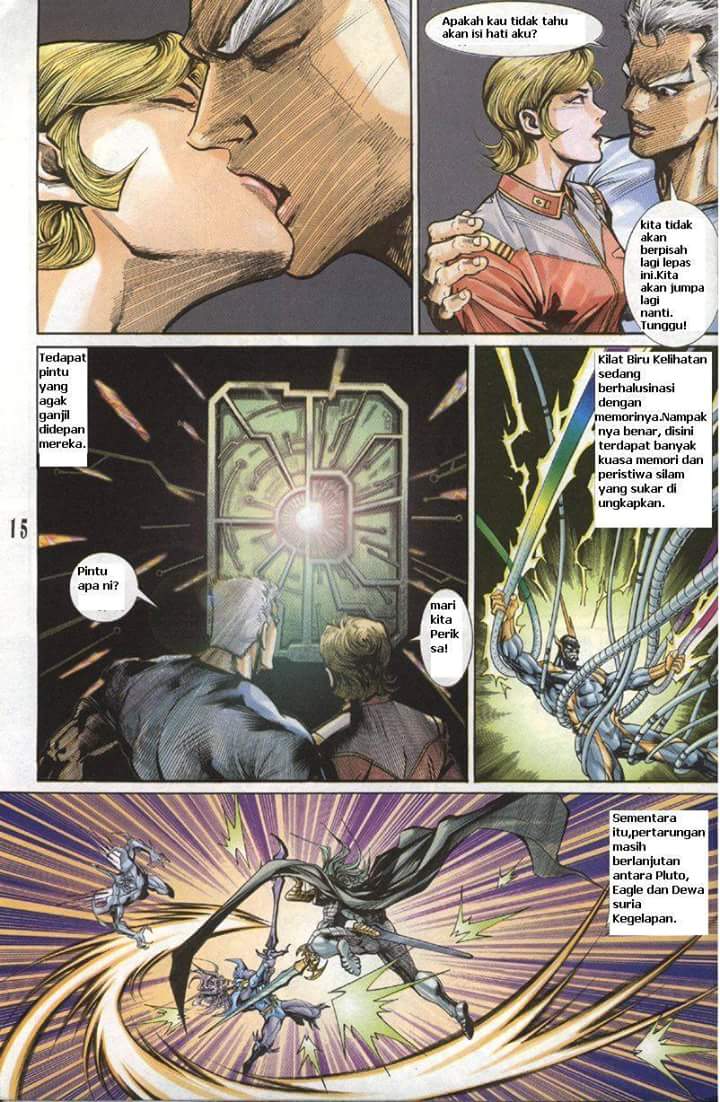 Apakah kau tidak tahu
akan isi hati aku?
kita tidak
akan
berpisah
lagi lepas
ini.Kita
akan jumpa
lagi
nanti.
Tunggu!
Tedapat
pintu
yang
agak
ganjil
didepan
mereka.
Pintu
apa ni?
mari
kita
Perik
sa!
Kilat Biru Kelihatan
sedang
berhalusinasi
dengan
memorinya.Nampak
nya benar, disini
terdapat banyak
kuasa memori dan
peristiwa silam
yang sukar di
ungkapkan.
15
Sementara
itu,pertarungan
masih
berlanjutan
antara Pluto,
Eagle dan Dewa
suria
Kegelapan.